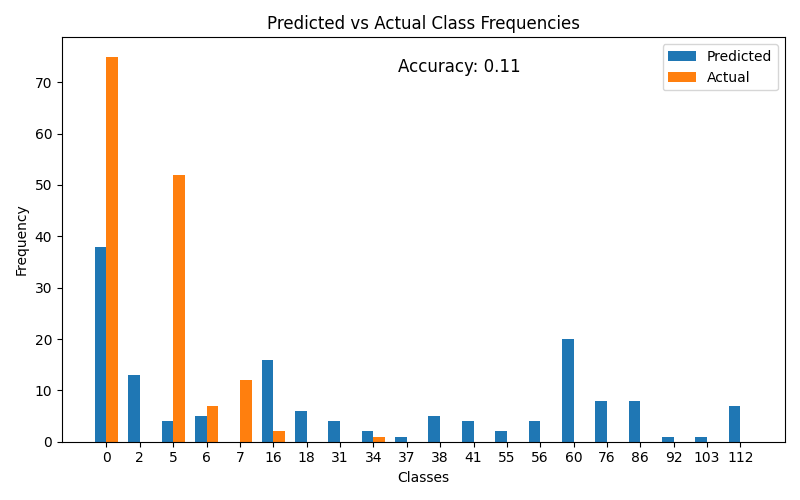 Predicted vs Actual Class Frequencies
Accuracy: 0.11
Predicted
Actual
Frequency
70
60
50
40
30
20
10
0
0 2 5 6 7 16 18 31 34 37 38 41 55 56 60 76 86 92 103 112
Classes